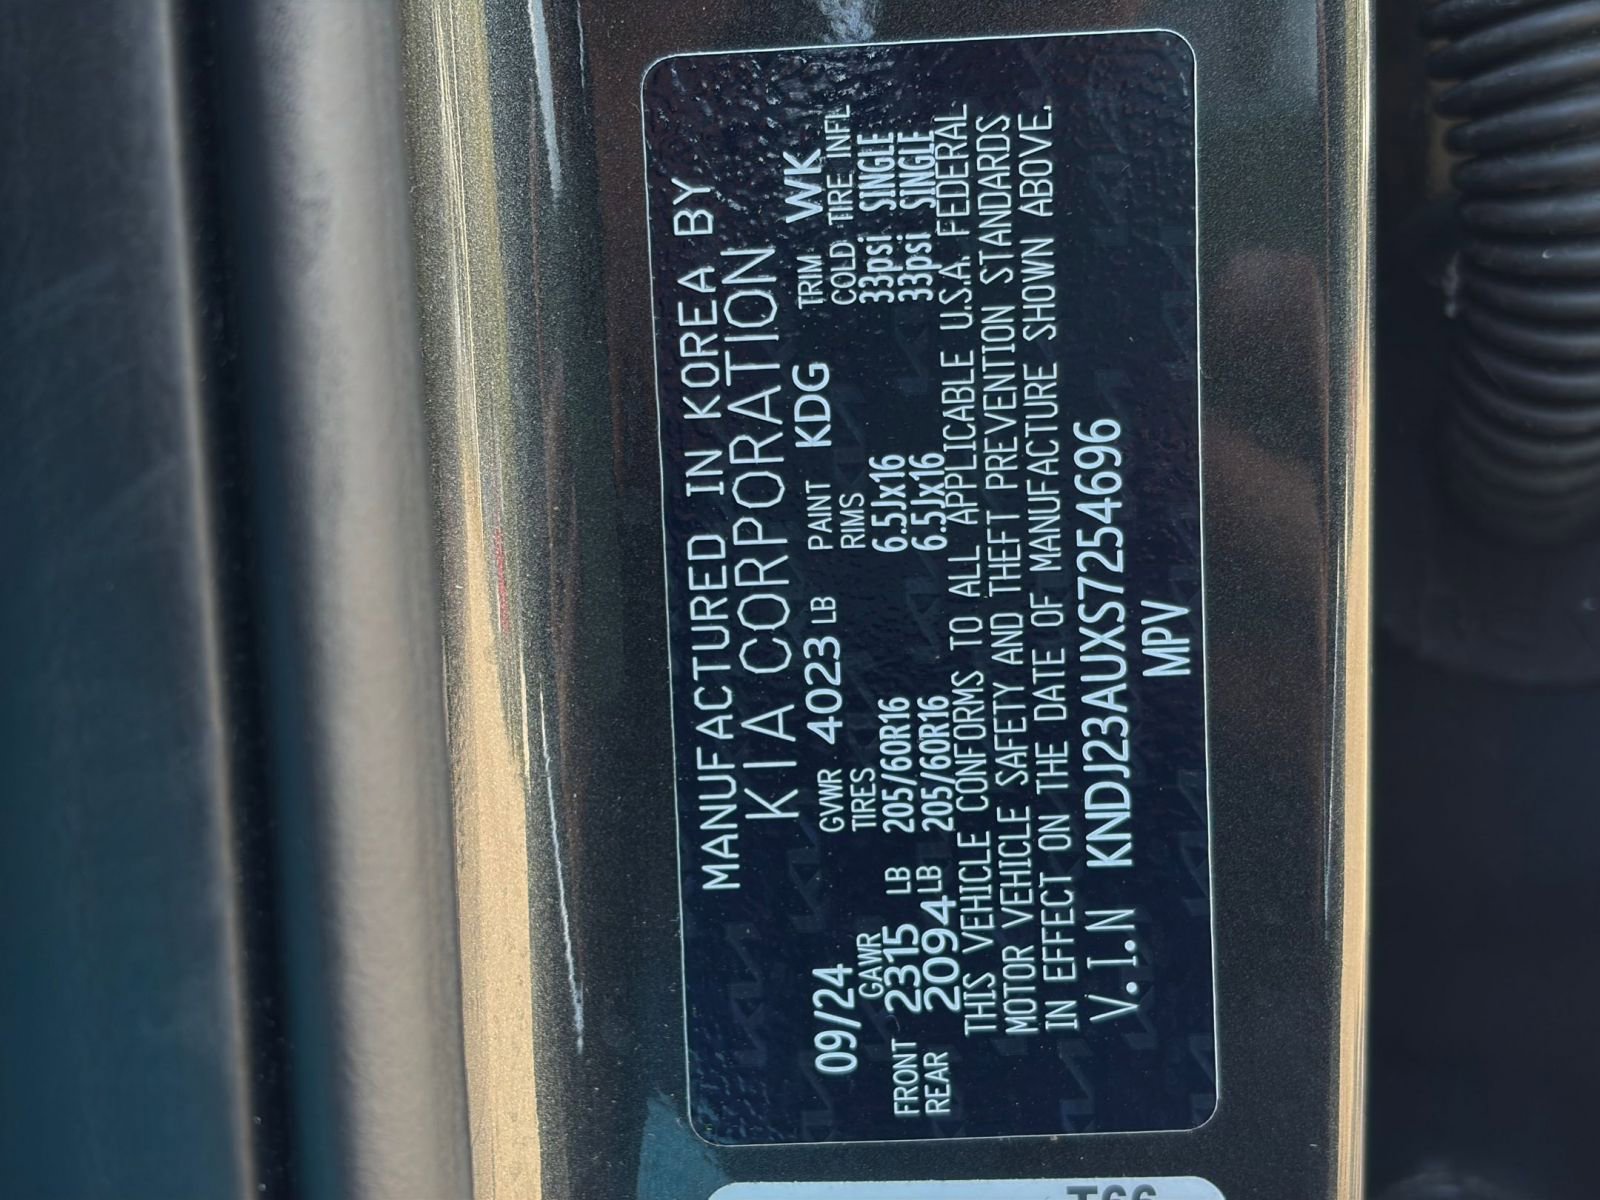 MANUFACTURED IN KOREA BY
KIA CORPORATION
09/24 GVWR 4023 LB PAINT KDG TRIM WK
GAWR TIRES RIMS COLD TIRE INFL
FRONT 2315 LB 205/60R16 6.5Jx16 33psi SINGLE
REAR 2094 LB 205/60R16 6.5Jx16 33psi SINGLE
THIS VEHICLE CONFORMS TO ALL APPLICABLE U.S.A. FEDERAL
MOTOR VEHICLE SAFETY AND THEFT PREVENTION STANDARDS
IN EFFECT ON THE DATE OF MANUFACTURE SHOWN ABOVE.
V.I.N KNDJ23AUXS7254696
MPV